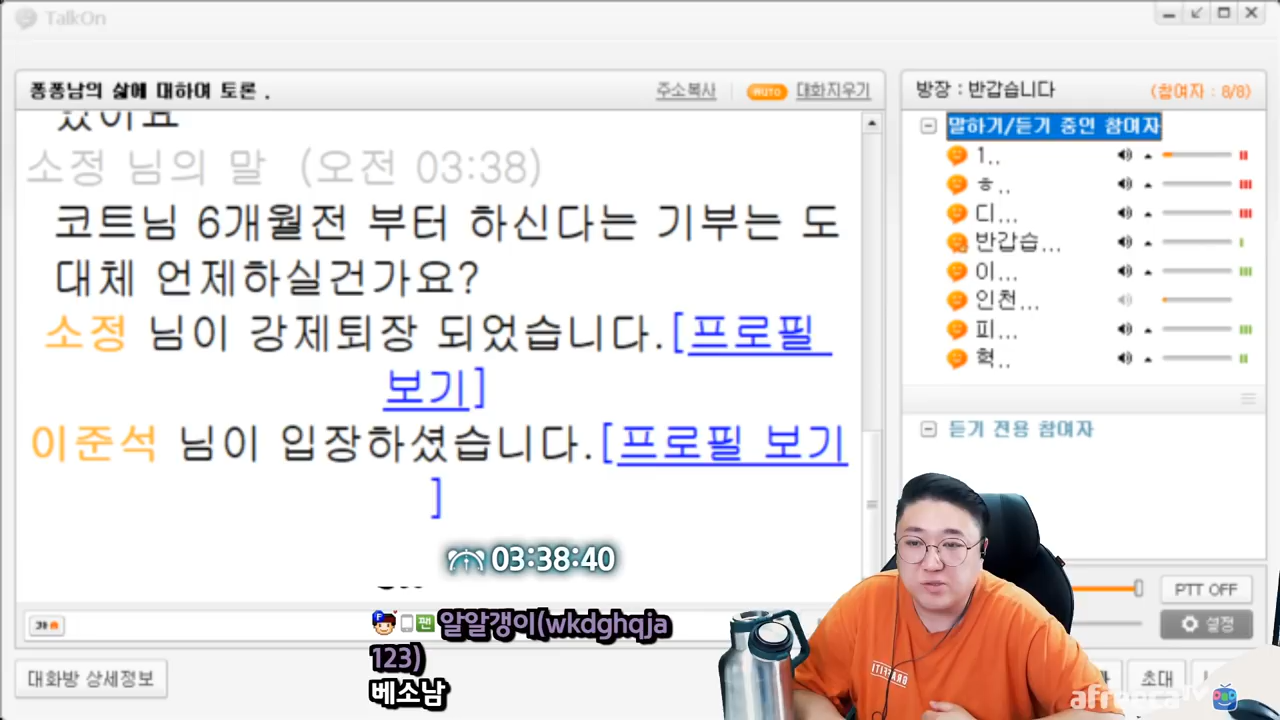 TalkOn
퐁퐁남의 삶에 대하여 토론 .
주소복사
AUTO
대화지우기
소정 님의 말 (오전 03:38)
코트님 6개월전 부터 하신다는 기부는 도
대체 언제하실건가요?
소정 님이 강제퇴장 되었습니다.[프로필
보기]
이준석 님이 입장하셨습니다.[프로필 보기
]
03:38:40
알알갱이(wkdghqja
123)
베소남
대화방 상세정보
방장 : 반갑습니다
(참여자 : 8/8)
말하기/듣기 중인 참여자
1..
ㅎ..
디...
반갑습...
이...
인천...
피...
혁..
듣기 전용 참여자
PTT OFF
설정
초대
GRAFFITI
afreecaTV